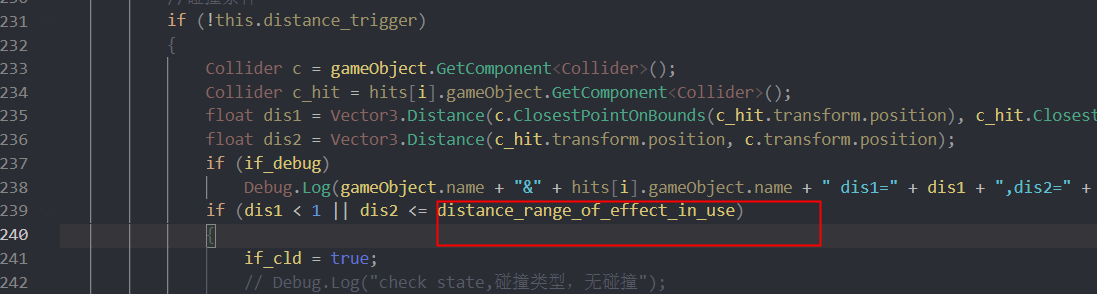 231 if (!this.distance_trigger)
232 {
233 Collider c = gameObject.GetComponent<Collider>();
234 Collider c_hit = hits[i].gameObject.GetComponent<Collider>();
235 float dis1 = Vector3.Distance(c.ClosestPointOnBounds(c_hit.transform.position), c_hit.Closest
236 float dis2 = Vector3.Distance(c_hit.transform.position, c.transform.position);
237 if (if_debug)
238 Debug.Log(gameObject.name + "&" + hits[i].gameObject.name + " dis1=" + dis1 + ",dis2=" +
239 if (dis1 < 1 || dis2 <= distance_range_of_effect_in_use)
240 {
241 if_cld = true;
242 // Debug.Log("check state,碰撞类型，无碰撞");